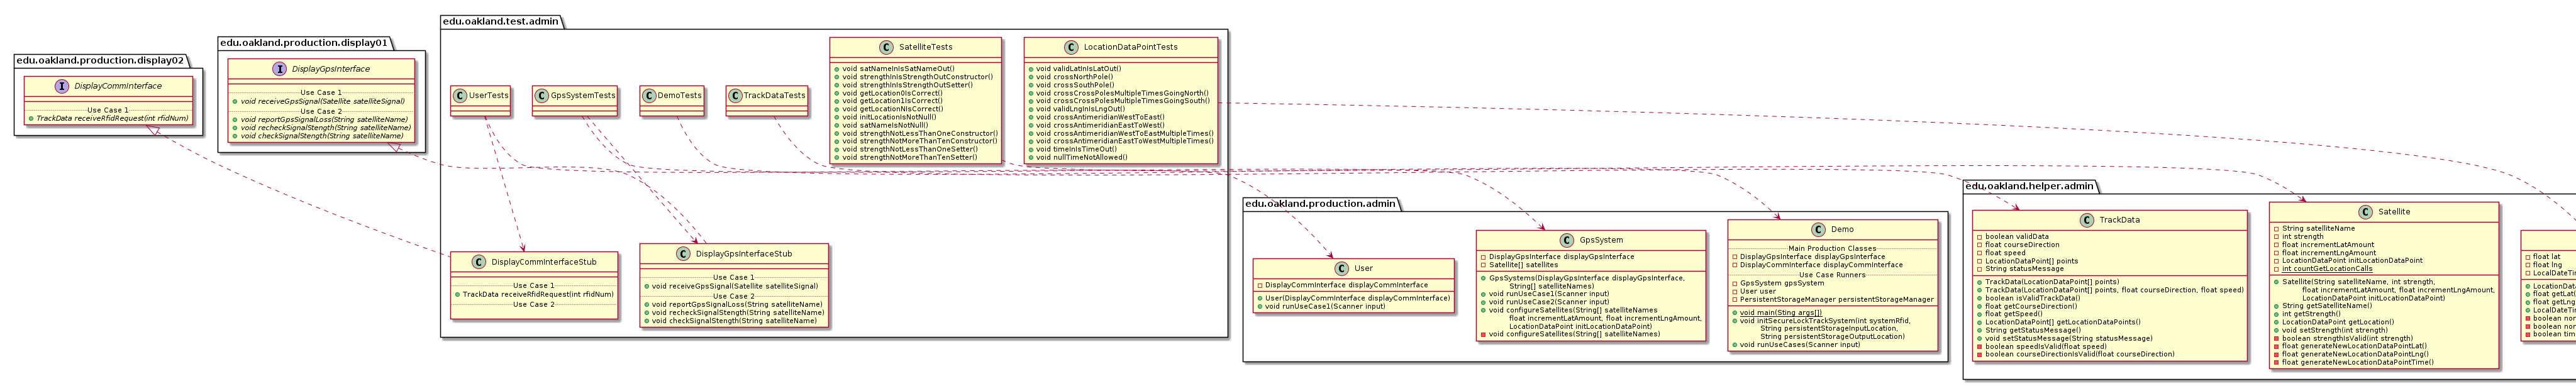 edu.oakland.production.display02
I DisplayCommInterface
Use Case 1
TrackData receiveRfidRequest(int rfidNum)
edu.oakland.production.display01
I DisplayGpsInterface
Use Case 1
void receiveGpsSignal(Satellite satelliteSignal)
Use Case 2
void reportGpsSignalLoss(String satelliteName)
void recheckSignalStength(String satelliteName)
void checkSignalStength(String satelliteName)
edu.oakland.test.admin
C UserTests
C GpsSystemTests
C DemoTests
C TrackDataTests
C SatelliteTests
void satNameInIsSatNameOut()
void strengthInIsStrengthOutConstructor()
void strengthInIsStrengthOutSetter()
void getLocation0IsCorrect()
void getLocation1IsCorrect()
void getLocationNIsCorrect()
void initLocationIsNotNull()
void satNameIsNotNull()
void strengthNotLessThanOneConstructor()
void strengthNotMoreThanTenConstructor()
void strengthNotLessThanOneSetter()
void strengthNotMoreThanTenSetter()
C LocationDataPointTests
void validLatInIsLatOut()
void crossNorthPole()
void crossSouthPole()
void crossCrossPolesMultipleTimesGoingNorth()
void crossCrossPolesMultipleTimesGoingSouth()
void validLngInIsLngOut()
void crossAntimeridianWestToEast()
void crossAntimeridianEastToWest()
void crossAntimeridianWestToEastMultipleTimes()
void crossAntimeridianEastToWestMultipleTimes()
void timeInIsTimeOut()
void nullTimeNotAllowed()
C DisplayCommInterfaceStub
Use Case 1
TrackData receiveRfidRequest(int rfidNum)
Use Case 2
C DisplayGpsInterfaceStub
Use Case 1
void receiveGpsSignal(Satellite satelliteSignal)
Use Case 2
void reportGpsSignalLoss(String satelliteName)
void recheckSignalStength(String satelliteName)
void checkSignalStength(String satelliteName)
edu.oakland.production.admin
C User
DisplayCommInterface displayCommInterface
User(DisplayCommInterface displayCommInterface)
void runUseCase1(Scanner input)
C GpsSystem
DisplayGpsInterface displayGpsInterface
Satellite[] satellites
GpsSystems(DisplayGpsInterface displayGpsInterface,
String[] satelliteNames)
void runUseCase1(Scanner input)
void runUseCase2(Scanner input)
void configureSatellites(String[] satelliteNames
float incrementLatAmount, float incrementLngAmount,
LocationDataPoint initLocationDataPoint)
void configureSatellites(String[] satelliteNames)
C Demo
Main Production Classes
DisplayGpsInterface displayGpsInterface
DisplayCommInterface displayCommInterface
Use Case Runners
GpsSystem gpsSystem
User user
PersistentStorageManager persistentStorageManager
void main(Sting args[])
void initSecureLockTrackSystem(int systemRfid,
String persistentStorageInputLocation,
String persistentStorageOutputLocation)
void runUseCases(Scanner input)
edu.oakland.helper.admin
C TrackData
boolean validData
float courseDirection
float speed
LocationDataPoint[] points
String statusMessage
TrackData(LocationDataPoint[] points)
TrackData(LocationDataPoint[] points, float courseDirection, float speed)
boolean isValidTrackData()
float getCourseDirection()
float getSpeed()
LocationDataPoint[] getLocationDataPoints()
String getStatusMessage()
void setStatusMessage(String statusMessage)
boolean speedIsValid(float speed)
boolean courseDirectionIsValid(float courseDirection)
C Satellite
String satelliteName
int strength
float incrementLatAmount
float incrementLngAmount
LocationDataPoint initLocationDataPoint
int countGetLocationCalls
Satellite(String satelliteName, int strength,
float incrementLatAmount, float incrementLngAmount,
LocationDataPoint initLocationDataPoint)
String getSatelliteName()
int getStrength()
LocationDataPoint getLocation()
void setStrength(int strength)
boolean strengthIsValid(int strength)
float generateNewLocationDataPointLat()
float generateNewLocationDataPointLng()
float generateNewLocationDataPointTime()
float lat
float lng
LocalDateTi
LocationDat
float getLat(
float getLng
LocalDateTi
boolean nor
boolean nor
boolean tim